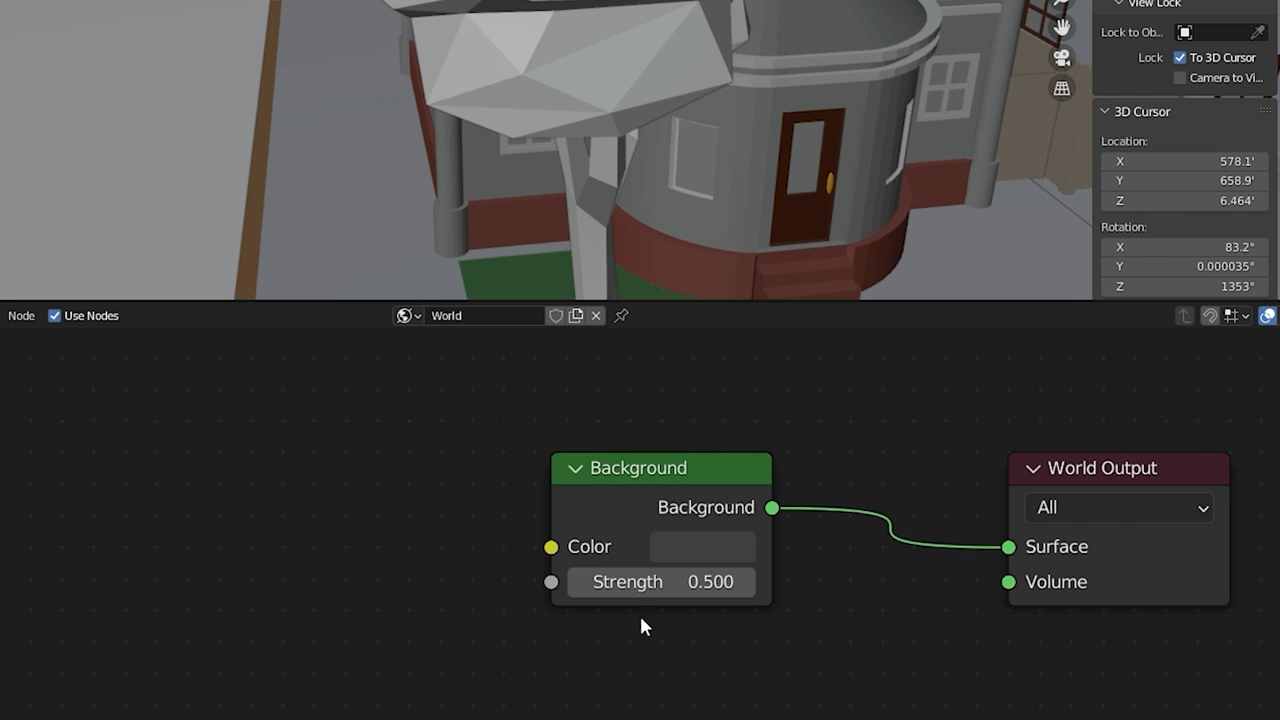 View Lock
Lock to Ob...
Lock To 3D Cursor
Camera to Vi...
3D Cursor
Location:
X 578.1'
Y 658.9'
Z 6.464'
Rotation:
X 83.2°
Y 0.000035°
Z 1353°
Node Use Nodes World
Background
Background
Color
Strength 0.500
World Output
All
Surface
Volume